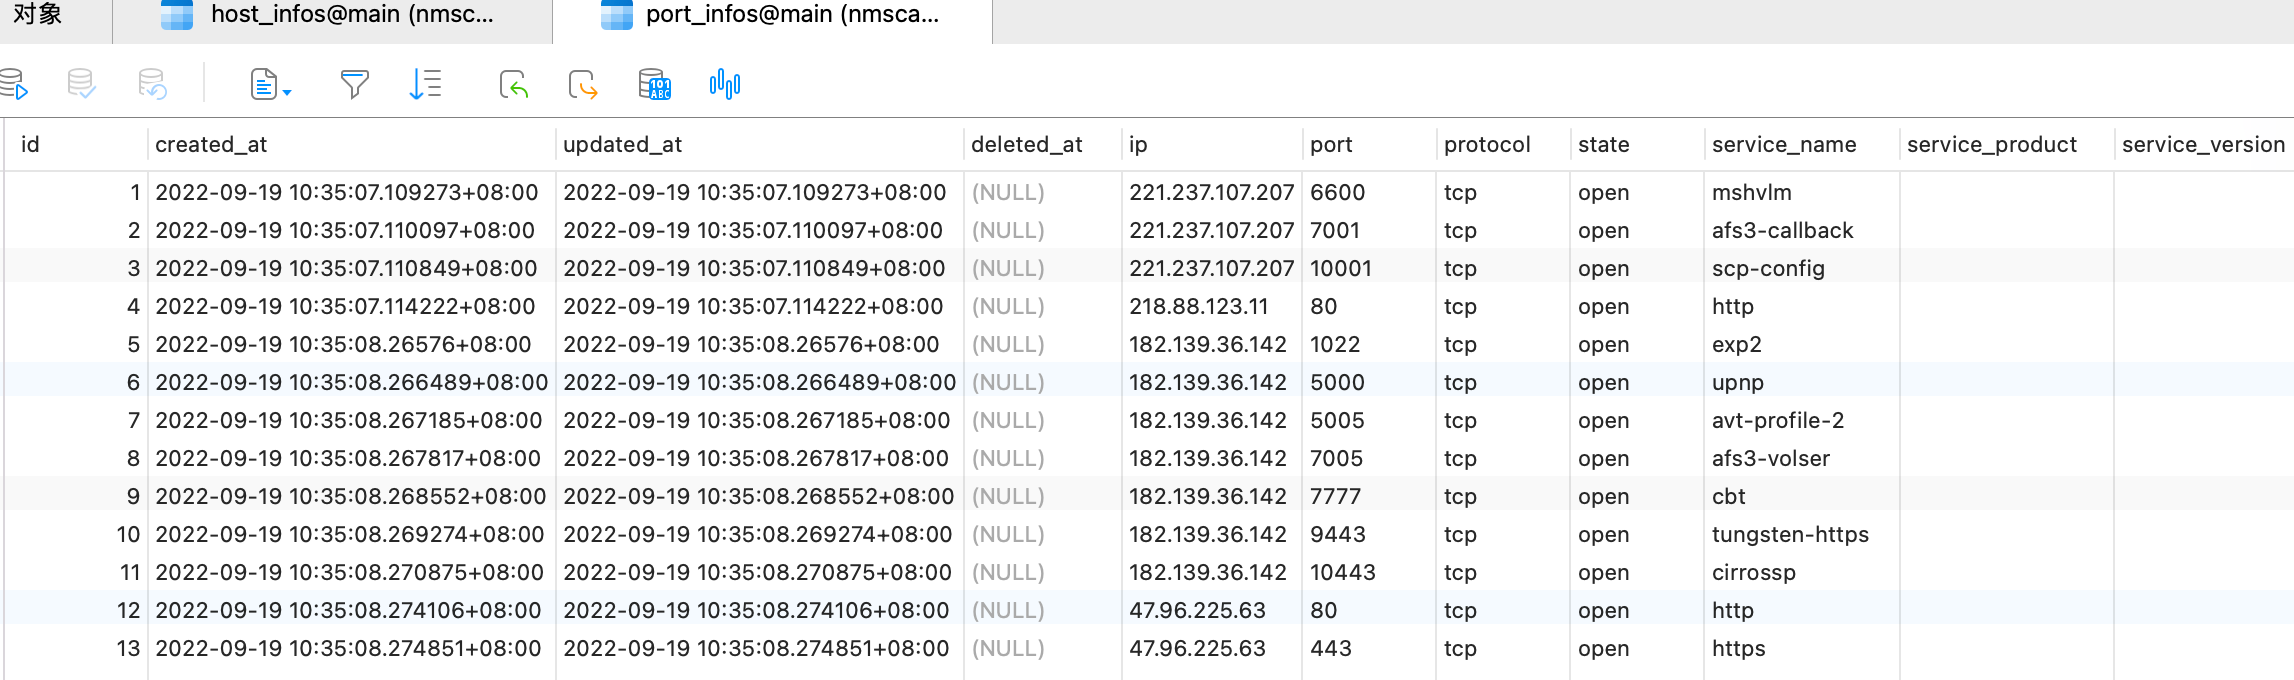 对象 host_infos@main (nmsc... port_infos@main (nmsca...
101
ABC
id created_at updated_at deleted_at ip port protocol state service_name service_product service_version
1 2022-09-19 10:35:07.109273+08:00 2022-09-19 10:35:07.109273+08:00 (NULL) 221.237.107.207 6600 tcp open mshvlm
2 2022-09-19 10:35:07.110097+08:00 2022-09-19 10:35:07.110097+08:00 (NULL) 221.237.107.207 7001 tcp open afs3-callback
3 2022-09-19 10:35:07.110849+08:00 2022-09-19 10:35:07.110849+08:00 (NULL) 221.237.107.207 10001 tcp open scp-config
4 2022-09-19 10:35:07.114222+08:00 2022-09-19 10:35:07.114222+08:00 (NULL) 218.88.123.11 80 tcp open http
5 2022-09-19 10:35:08.26576+08:00 2022-09-19 10:35:08.26576+08:00 (NULL) 182.139.36.142 1022 tcp open exp2
6 2022-09-19 10:35:08.266489+08:00 2022-09-19 10:35:08.266489+08:00 (NULL) 182.139.36.142 5000 tcp open upnp
7 2022-09-19 10:35:08.267185+08:00 2022-09-19 10:35:08.267185+08:00 (NULL) 182.139.36.142 5005 tcp open avt-profile-2
8 2022-09-19 10:35:08.267817+08:00 2022-09-19 10:35:08.267817+08:00 (NULL) 182.139.36.142 7005 tcp open afs3-volser
9 2022-09-19 10:35:08.268552+08:00 2022-09-19 10:35:08.268552+08:00 (NULL) 182.139.36.142 7777 tcp open cbt
10 2022-09-19 10:35:08.269274+08:00 2022-09-19 10:35:08.269274+08:00 (NULL) 182.139.36.142 9443 tcp open tungsten-https
11 2022-09-19 10:35:08.270875+08:00 2022-09-19 10:35:08.270875+08:00 (NULL) 182.139.36.142 10443 tcp open cirrossp
12 2022-09-19 10:35:08.274106+08:00 2022-09-19 10:35:08.274106+08:00 (NULL) 47.96.225.63 80 tcp open http
13 2022-09-19 10:35:08.274851+08:00 2022-09-19 10:35:08.274851+08:00 (NULL) 47.96.225.63 443 tcp open https